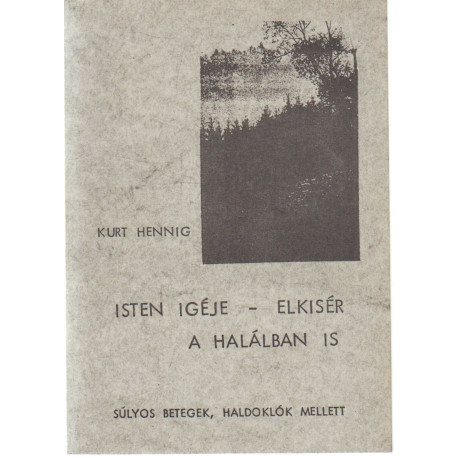 KURT HENNIG
ISTEN IGÉJE - ELKISÉR
A HALÁLBAN IS
SÚLYOS BETEGEK, HALDOKLÓK MELLETT